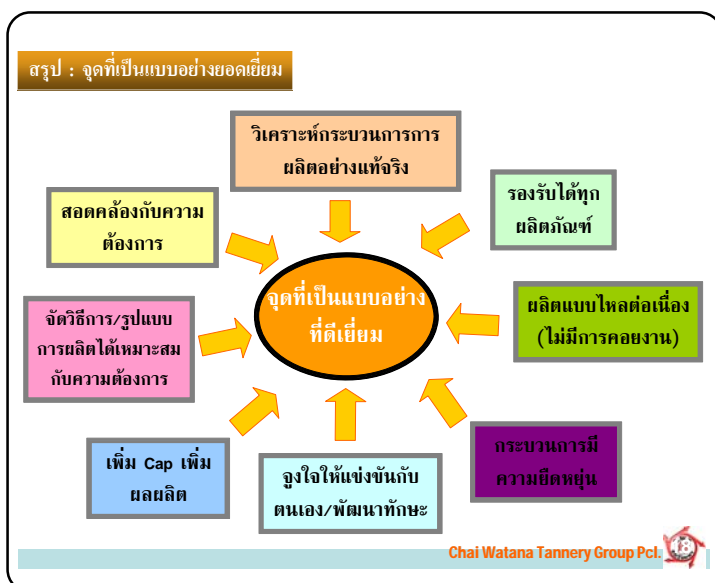 สรุป : จุดที่เป็นแบบอย่างยอดเยี่ยม
วิเคราะห์กระบวนการการ
ผลิตอย่างแท้จริง
สอดคล้องกับความ
ต้องการ
รองรับได้ทุก
ผลิตภัณฑ์
จุดที่เป็นแบบอย่าง
ที่ดีเยี่ยม
จัดวิธีการ/รูปแบบ
การผลิตได้เหมาะสม
กับความต้องการ
ผลิตแบบไหลต่อเนื่อง
(ไม่มีการคอยงาน)
เพิ่ม Cap เพิ่ม
ผลผลิต
จูงใจให้แข่งขันกับ
ตนเอง/พัฒนาทักษะ
กระบวนการมี
ความยืดหยุ่น
Chai Watana Tannery Group Pcl.
18